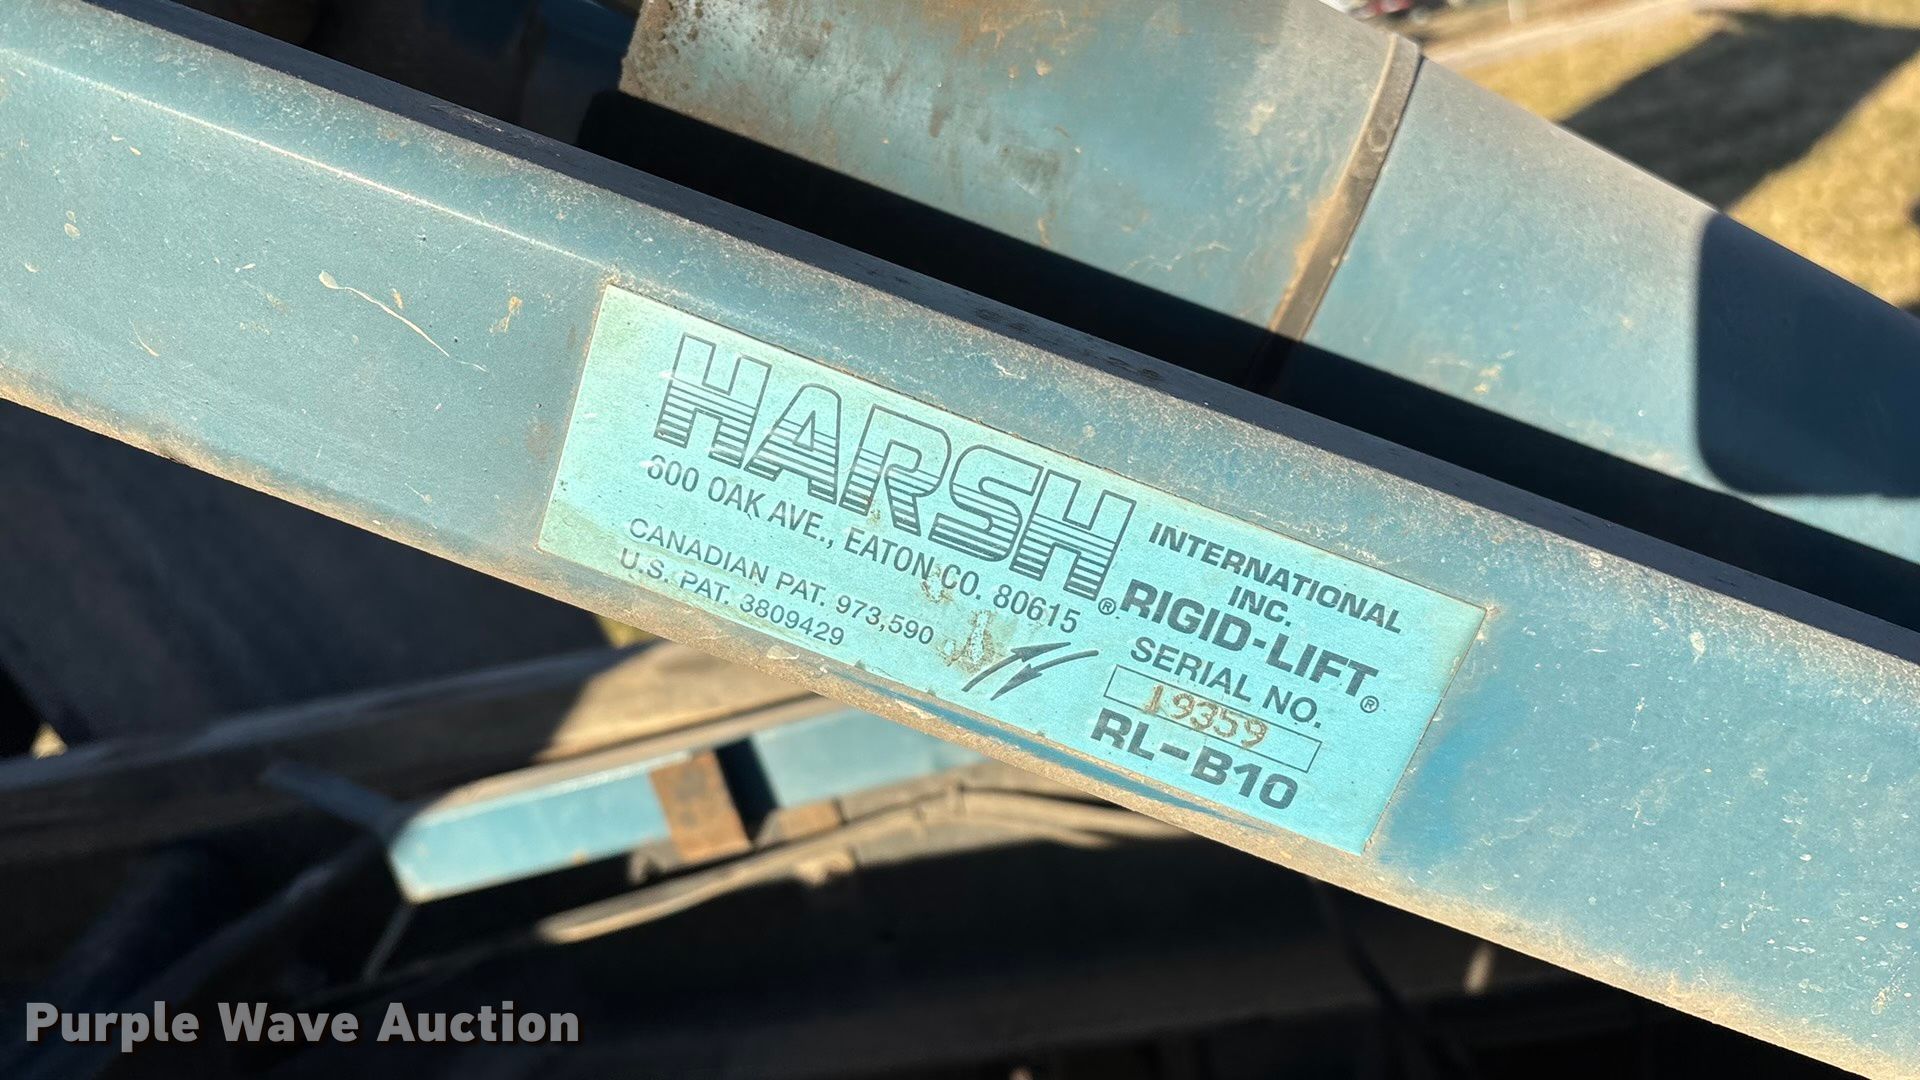 HARSH®
INTERNATIONAL
INC.
600 OAK AVE., EATON CO. 80615
RIGID-LIFT®
CANADIAN PAT. 973,590
U.S. PAT. 3809429
SERIAL NO.
19359
RL-B10
Purple Wave Auction